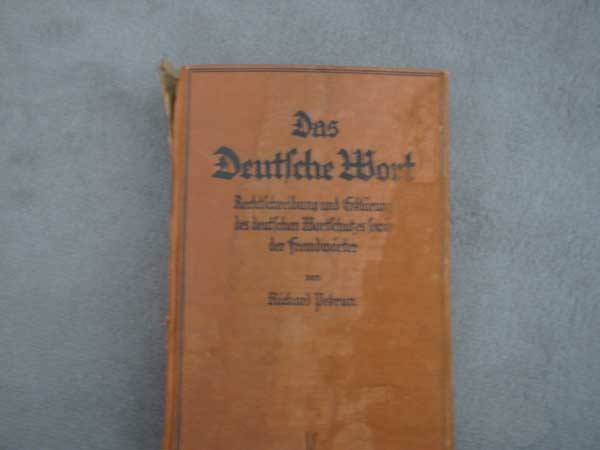 Das
Deutsche Wort
Rechtschreibung und Erklärung
des deutschen Wortschatzes sowie
der Fremdwörter
von
Richard Pekrun